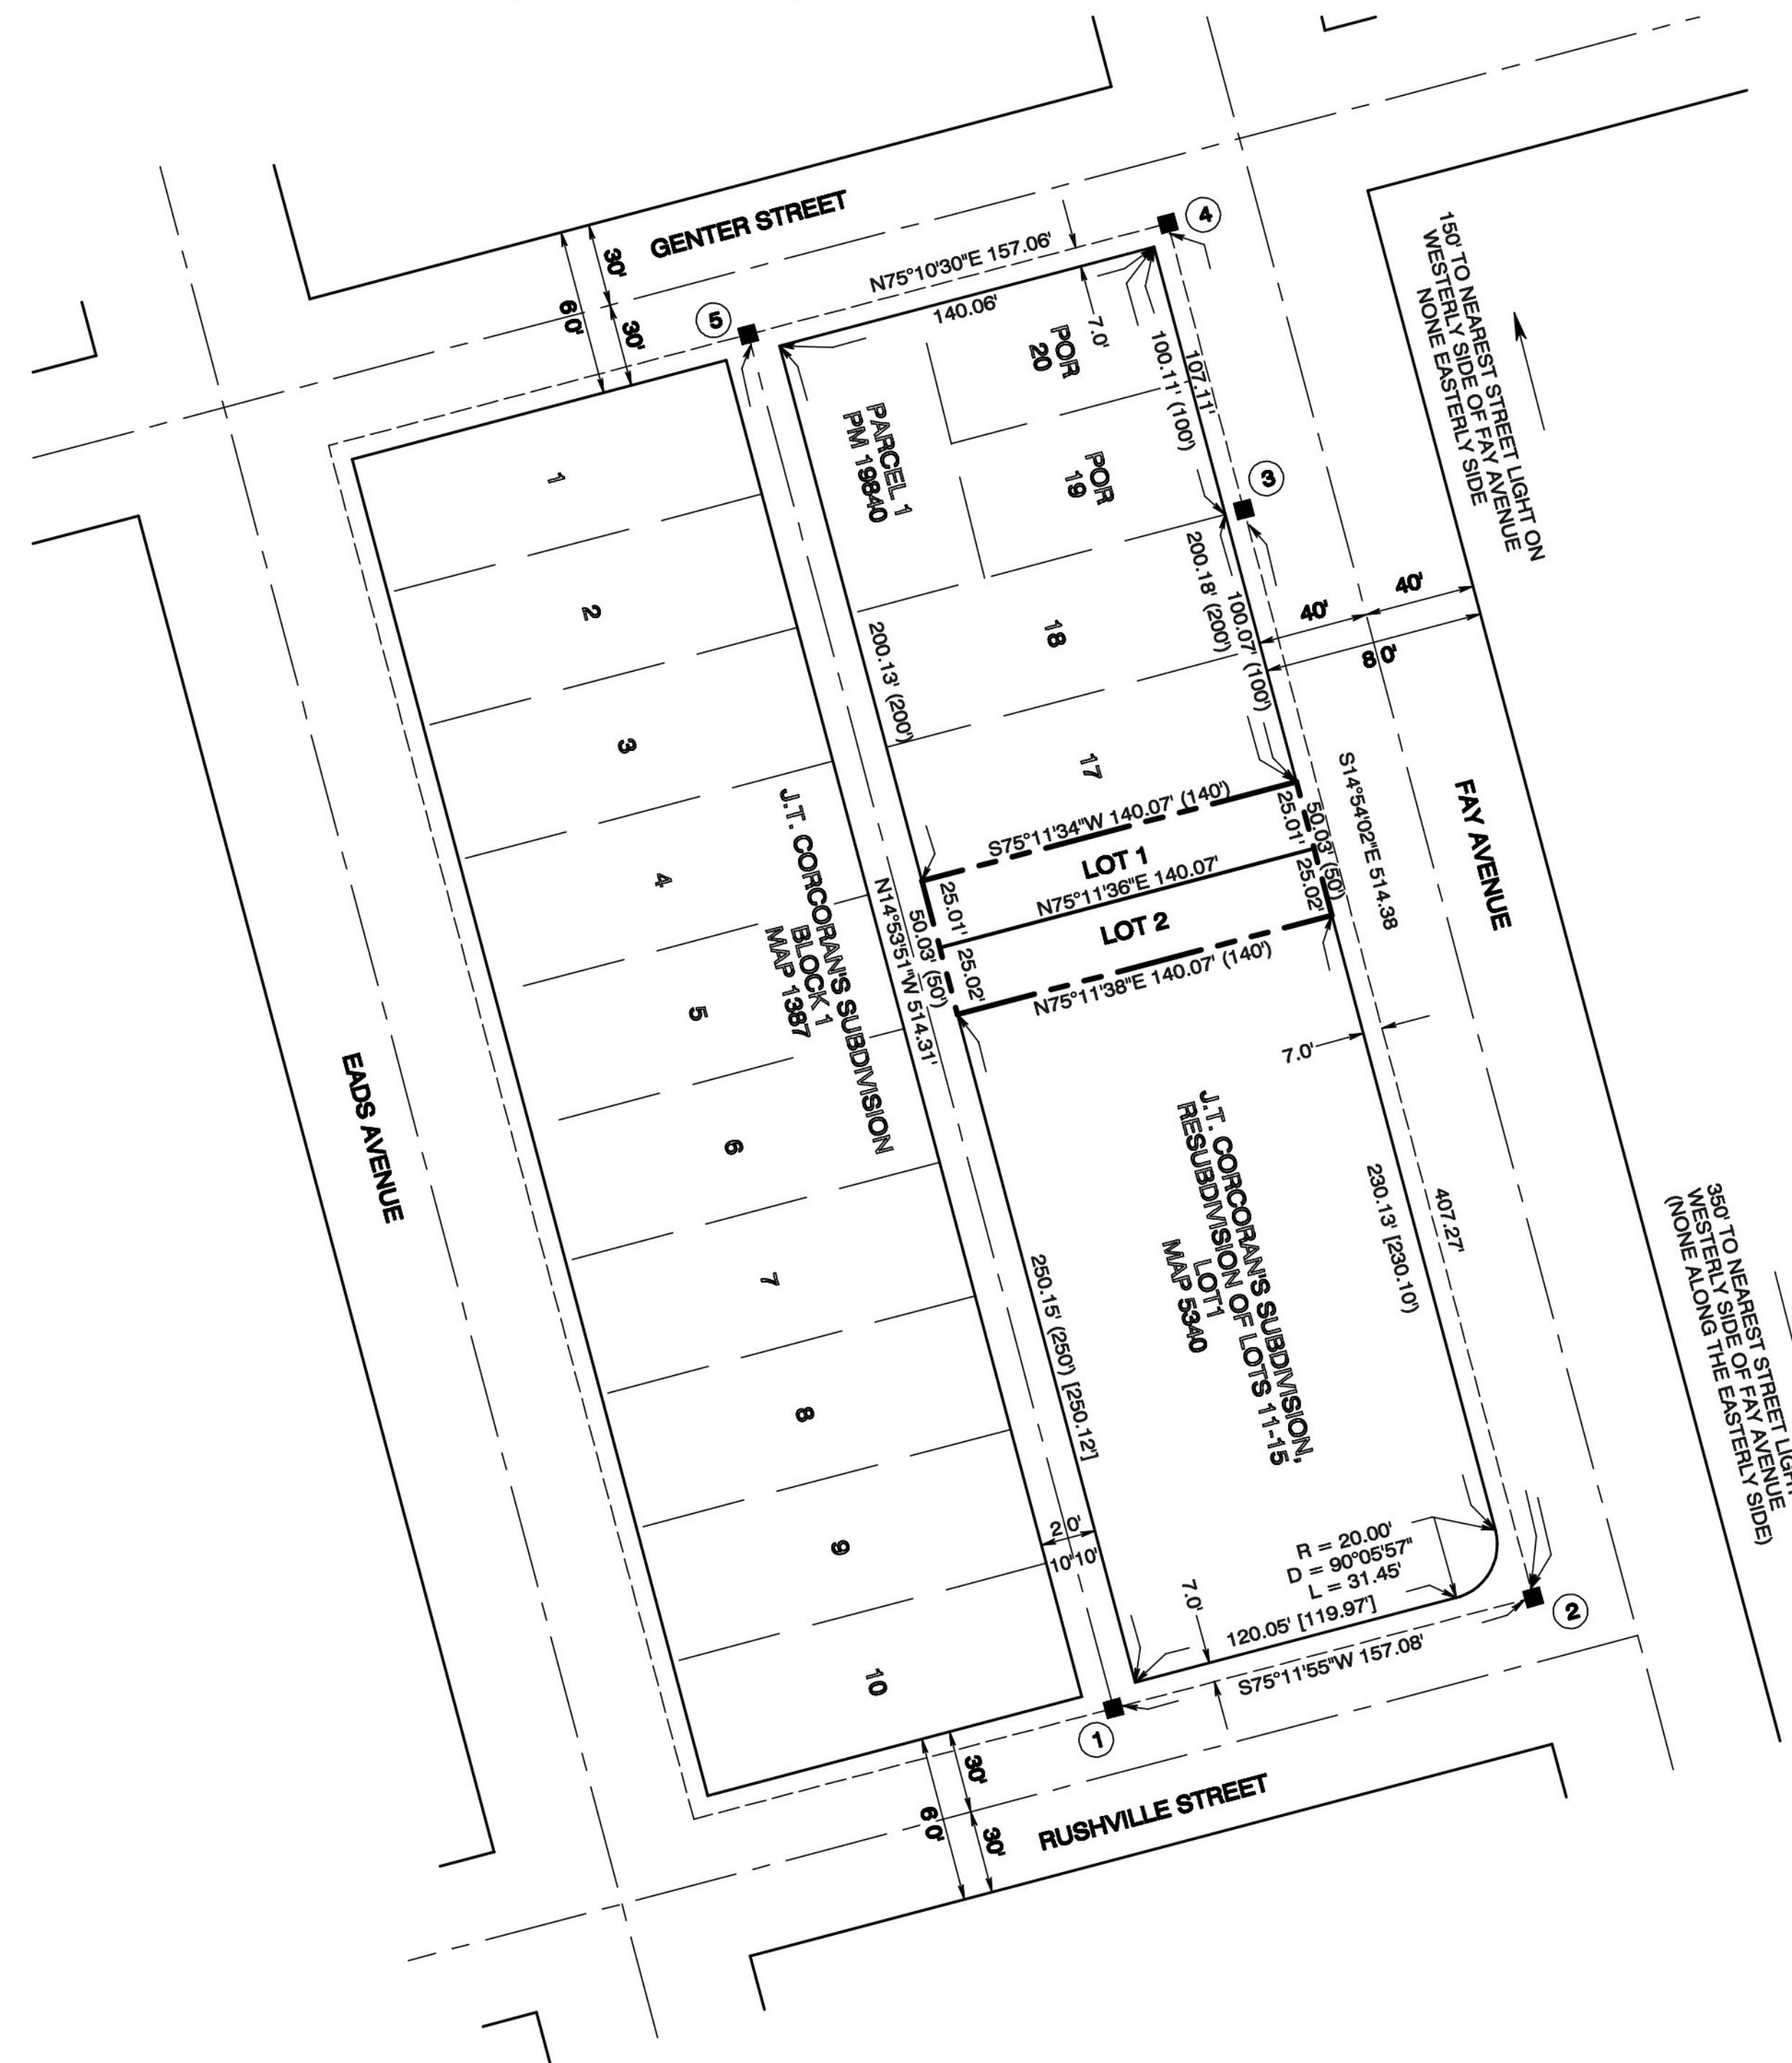 GENTER STREET
30'
30'
60'
4
5
N75°10'30"E 157.06'
140.06'
7.0'
POR
20
100.11' (100')
107.11'
PARCEL 1
PM 19840
POR
19
3
150' TO NEAREST STREET LIGHT ON
WESTERLY SIDE OF FAY AVENUE
NONE EASTERLY SIDE
1
2
3
4
5
6
7
8
9
10
18
17
200.13' (200')
200.18' (200')
100.07' (100')
40'
40'
80'
S14°54'02"E 514.38
FAY AVENUE
S75°11'34"W 140.07' (140')
LOT 1
N75°11'36"E 140.07'
LOT 2
N75°11'38"E 140.07' (140')
25.01'
25.02'
50.03' (50')
25.01'
25.02'
50.03' (50')
J.T. CORCORAN'S SUBDIVISION
BLOCK 1
MAP 1387
N14°53'51"W 514.31'
EADS AVENUE
7.0'
J.T. CORCORAN'S SUBDIVISION,
RESUBDIVISION OF LOTS 11-15
LOT1
MAP 5340
230.13' [230.10')
407.27'
250.15' (250') [250.12']
350' TO NEAREST STREET LIGH
WESTERLY SIDE OF FAY AVENUE
(NONE ALONG THE EASTERLY SIDE)
20'
10'10'
R = 20.00'
D = 90°05'57"
L = 31.45'
7.0'
120.05' [119.97']
S75°11'55"W 157.08'
2
1
30'
30'
60'
RUSHVILLE STREET